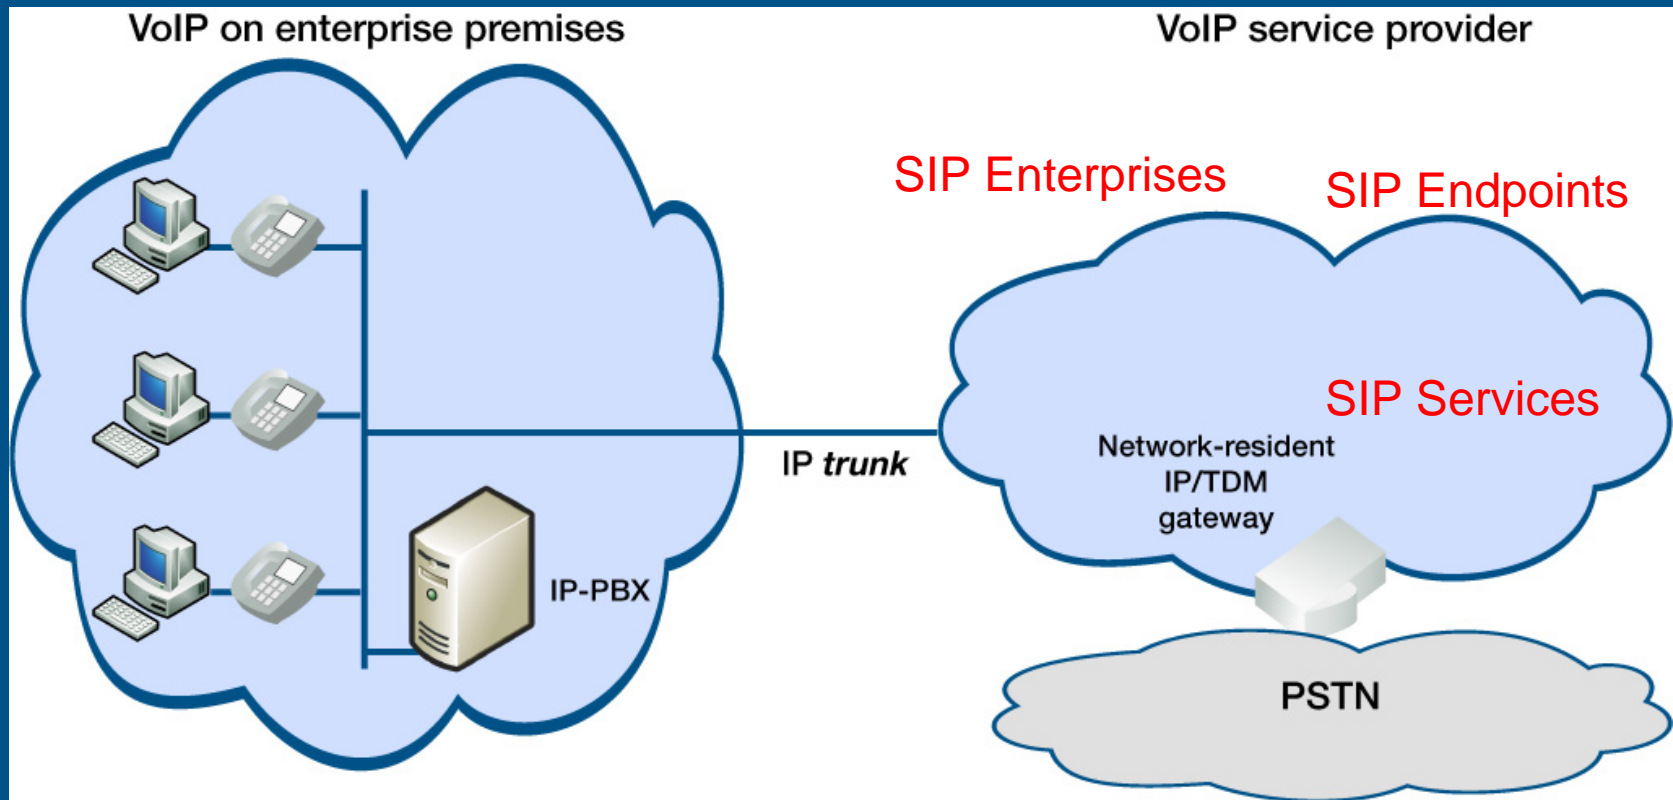 VoIP on enterprise premises
VoIP service provider
SIP Enterprises
SIP Endpoints
SIP Services
IP trunk
Network-resident
IP/TDM
gateway
IP-PBX
PSTN